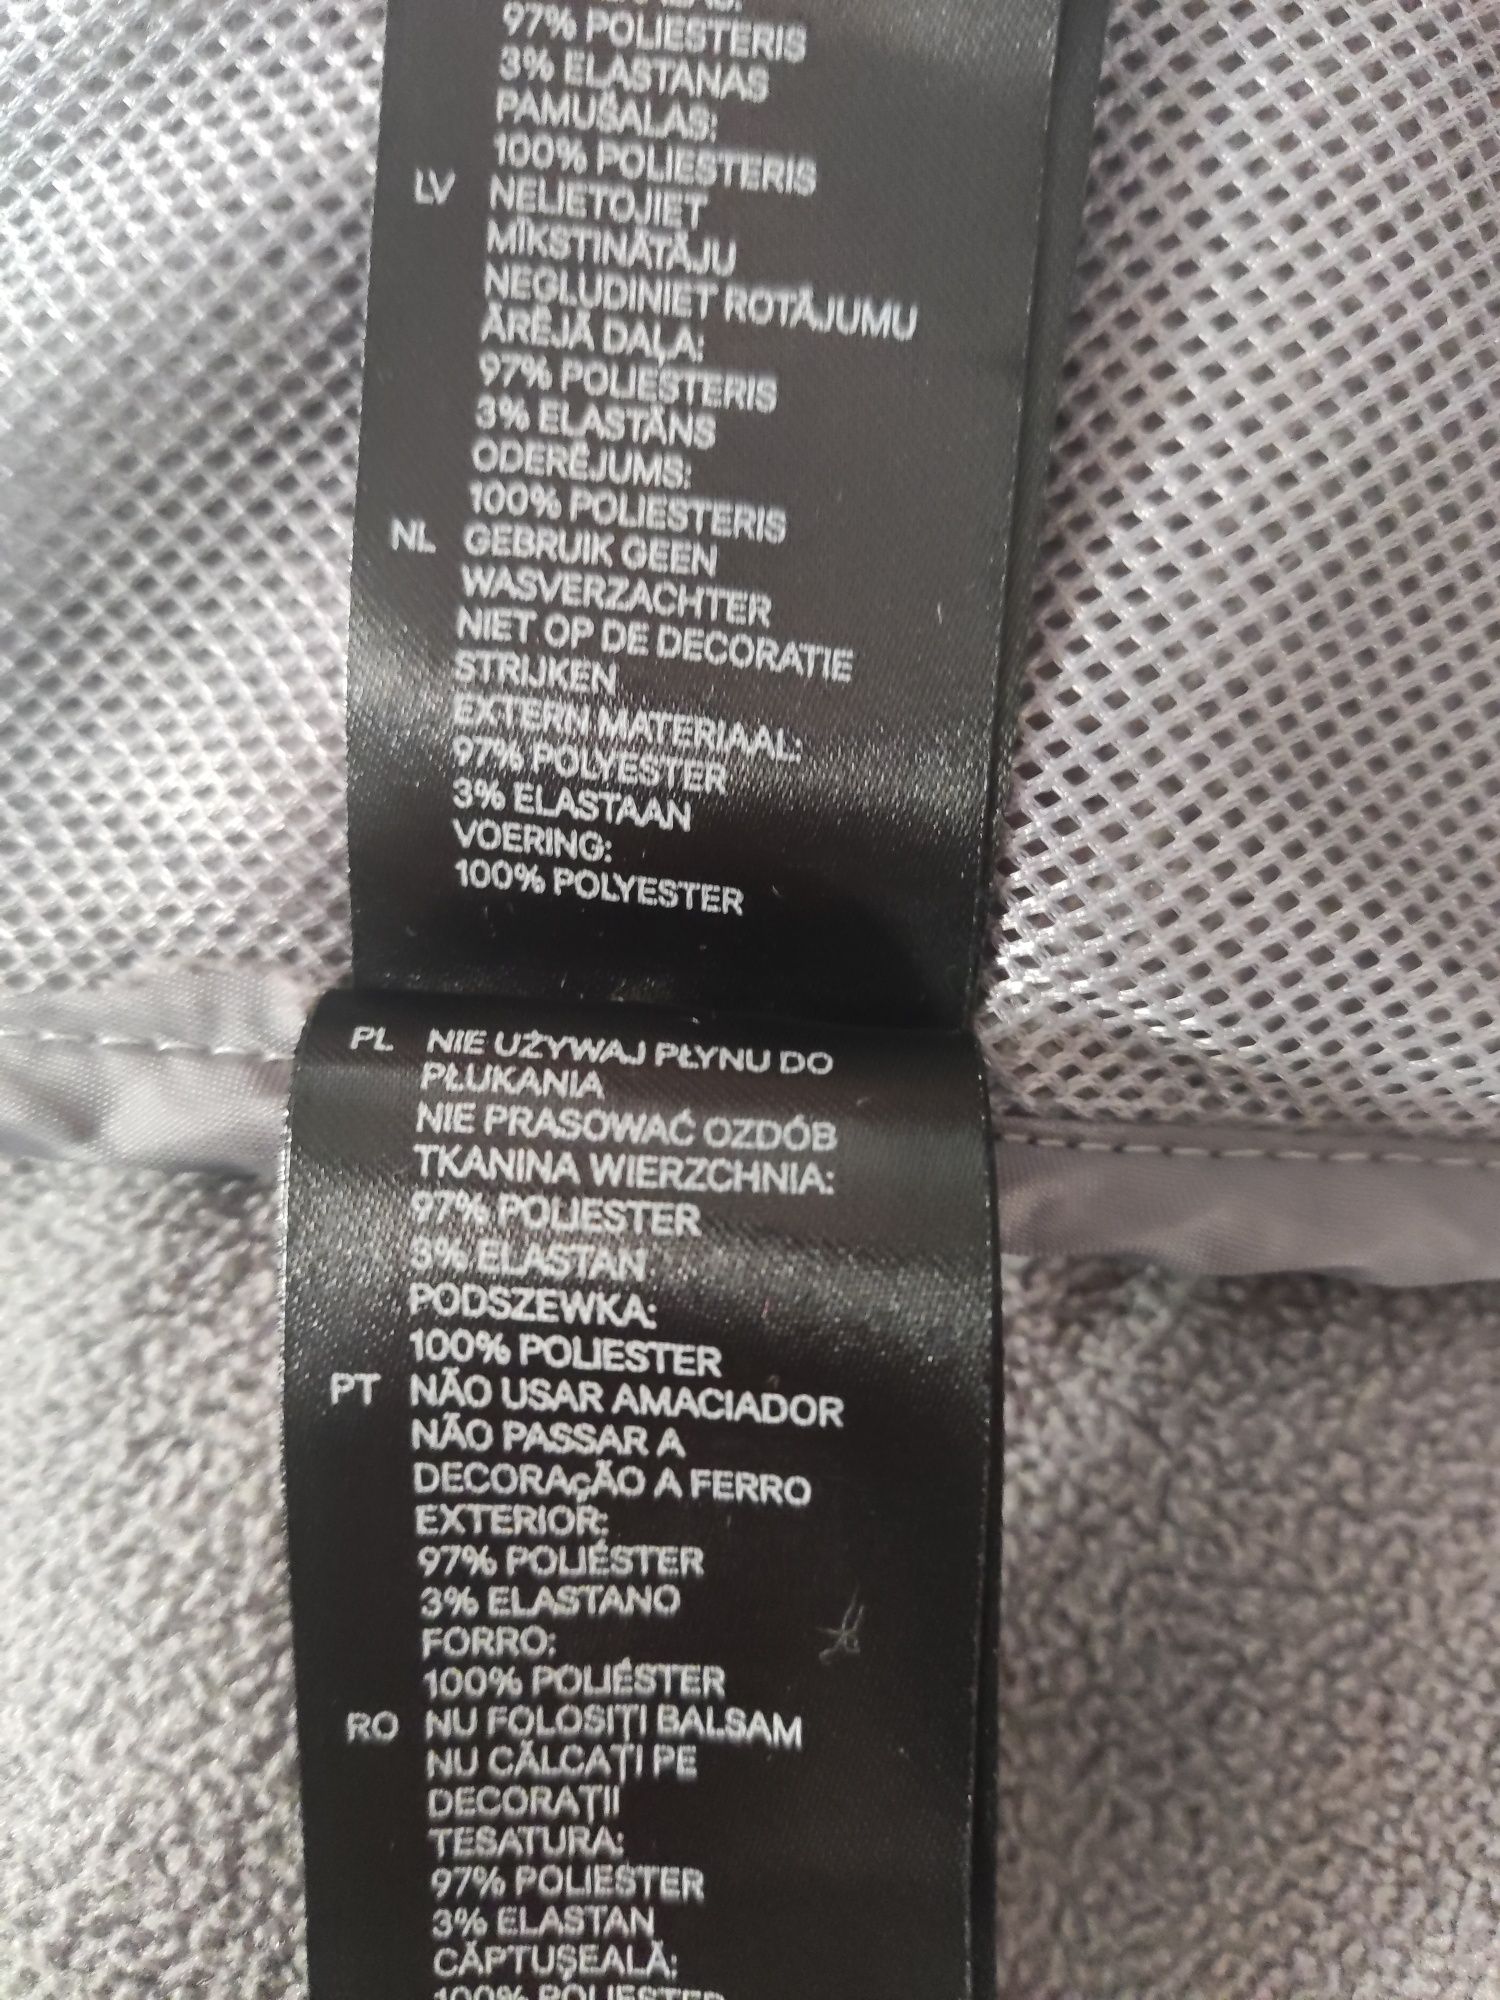 97% POLIESTERIS
3% ELASTANAS
PAMUŠALAS:
100% POLIESTERIS
LV NELIETOJIET
MĪKSTINĀTĀJU
NEGLUDINIET ROTĀJUMU
ĀRĒJĀ DAĻA:
97% POLIESTERIS
3% ELASTĀNS
ODERĒJUMS:
100% POLIESTERIS
NL GEBRUIK GEEN
WASVERZACHTER
NIET OP DE DECORATIE
STRIJKEN
EXTERN MATERIAAL:
97% POLYESTER
3% ELASTAAN
VOERING:
100% POLYESTER
PL NIE UŻYWAJ PŁYNU DO
PŁUKANIA
NIE PRASOWAĆ OZDÓB
TKANINA WIERZCHNIA:
97% POLIESTER
3% ELASTAN
PODSZEWKA:
100% POLIESTER
PT NÃO USAR AMACIADOR
NÃO PASSAR A
DECORAçÃO A FERRO
EXTERIOR:
97% POLIÉSTER
3% ELASTANO
FORRO:
100% POLIÉSTER
RO NU FOLOSIȚI BALSAM
NU CĂLCAȚI PE
DECORAȚII
TESATURA:
97% POLIESTER
3% ELASTAN
CĂPTUȘEALĂ:
100% POLIESTER